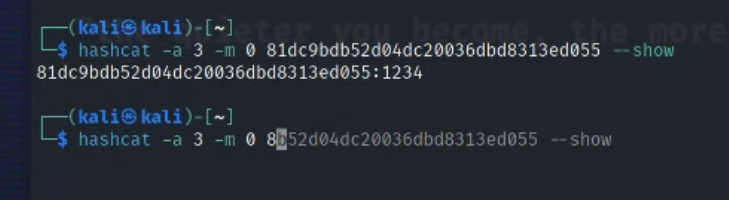 eter you become, the more
┌──(kali㉿kali)-[~]
└─$ hashcat -a 3 -m 0 81dc9bdb52d04dc20036dbd8313ed055 --show
81dc9bdb52d04dc20036dbd8313ed055:1234
┌──(kali㉿kali)-[~]
└─$ hashcat -a 3 -m 0 8b52d04dc20036dbd8313ed055 --show